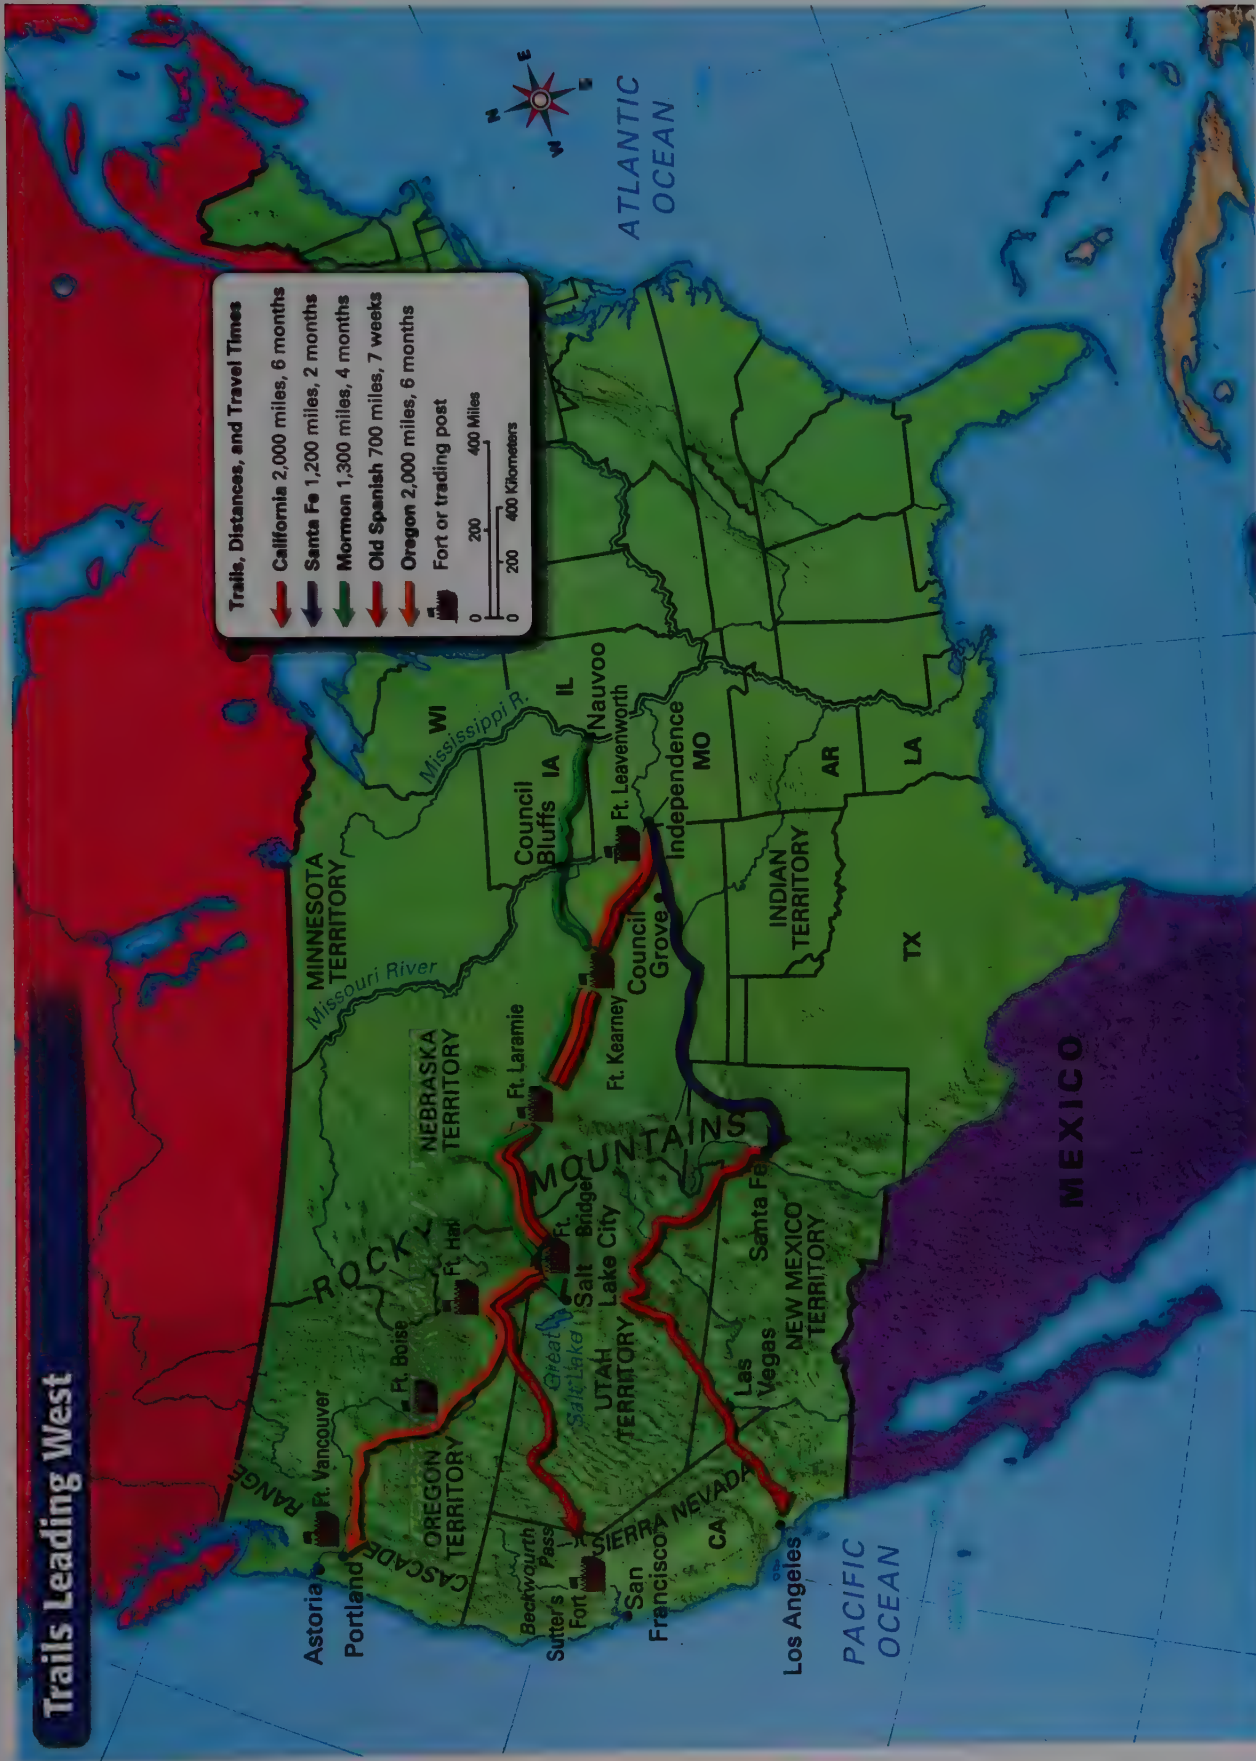 Trails Leading West
Trails, Distances, and Travel Times
California 2,000 miles, 6 months
Santa Fe 1,200 miles, 2 months
Mormon 1,300 miles, 4 months
Old Spanish 700 miles, 7 weeks
Oregon 2,000 miles, 6 months
Fort or trading post
0 200 400 Miles
0 200 400 Kilometers
N
E
W
ATLANTIC
OCEAN
PACIFIC
OCEAN
MEXICO
CASCADE
RANGE
Ft. Vancouver
Astoria
Portland
OREGON
TERRITORY
Ft. Boise
Ft. Hall
ROCKY
MOUNTAINS
MINNESOTA
TERRITORY
Missouri River
NEBRASKA
TERRITORY
Ft. Laramie
WI
Mississippi R.
IL
IA
Council
Bluffs
Nauvoo
Ft. Leavenworth
Independence
MO
Council
Grove
Ft. Kearney
Ft.
Bridger
Salt
Lake City
Great
Salt Lake
UTAH
TERRITORY
Beckwourth
Pass
Sutter's
Fort
San
Francisco
SIERRA NEVADA
CA
Los Angeles
Las
Vegas
NEW MEXICO
TERRITORY
Santa Fe
INDIAN
TERRITORY
AR
LA
TX